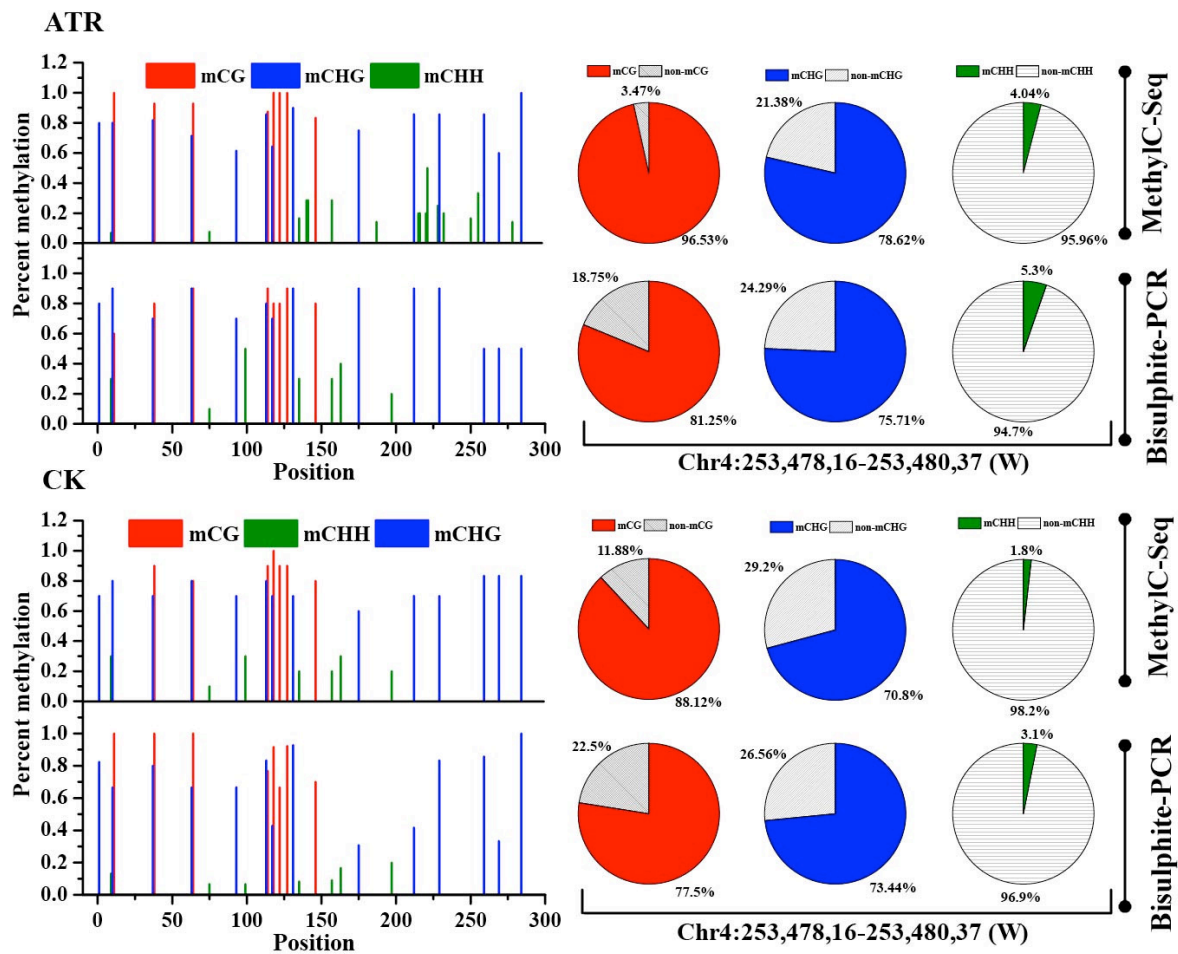 ATR
mCG mCHG mCHH
1.2
1.0
0.8
0.6
0.4
0.2
0.0
0.8
0.6
0.4
0.2
0.0
Percent methylation
0 50 100 150 200 250 300
Position
mCG non-mCG
3.47%
96.53%
mCHG non-mCHG
21.38%
78.62%
mCHH non-mCHH
4.04%
95.96%
MethylC-Seq
18.75%
81.25%
24.29%
75.71%
5.3%
94.7%
Bisulphite-PCR
Chr4:253,478,16-253,480,37 (W)
CK
mCG mCHH mCHG
1.2
1.0
0.8
0.6
0.4
0.2
0.0
0.8
0.6
0.4
0.2
0.0
Percent methylation
0 50 100 150 200 250 300
Position
mCG non-mCG
11.88%
88.12%
mCHG non-mCHG
29.2%
70.8%
mCHH non-mCHH
1.8%
98.2%
MethylC-Seq
22.5%
77.5%
26.56%
73.44%
3.1%
96.9%
Bisulphite-PCR
Chr4:253,478,16-253,480,37 (W)